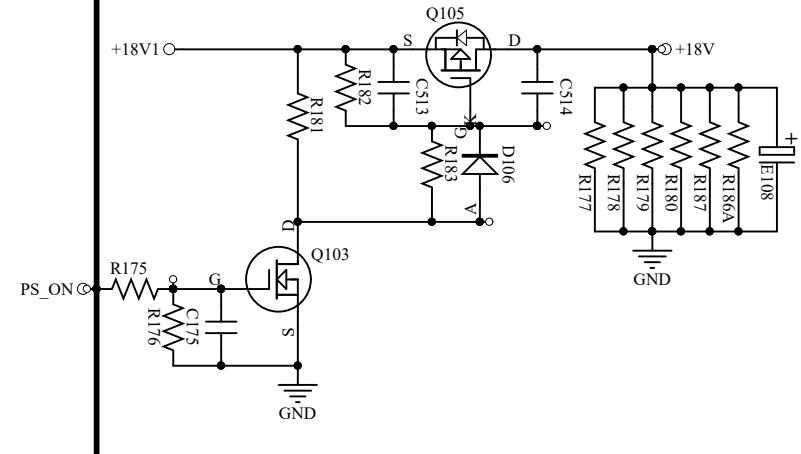 Q105
+18V1
S
D
+18V
R181
R182
C513
C514
K
G
R183
D106
A
R177
R178
R179
R180
R187
R186A
+
E108
D
Q103
GND
R175
G
PS_ON
R176
C175
S
GND